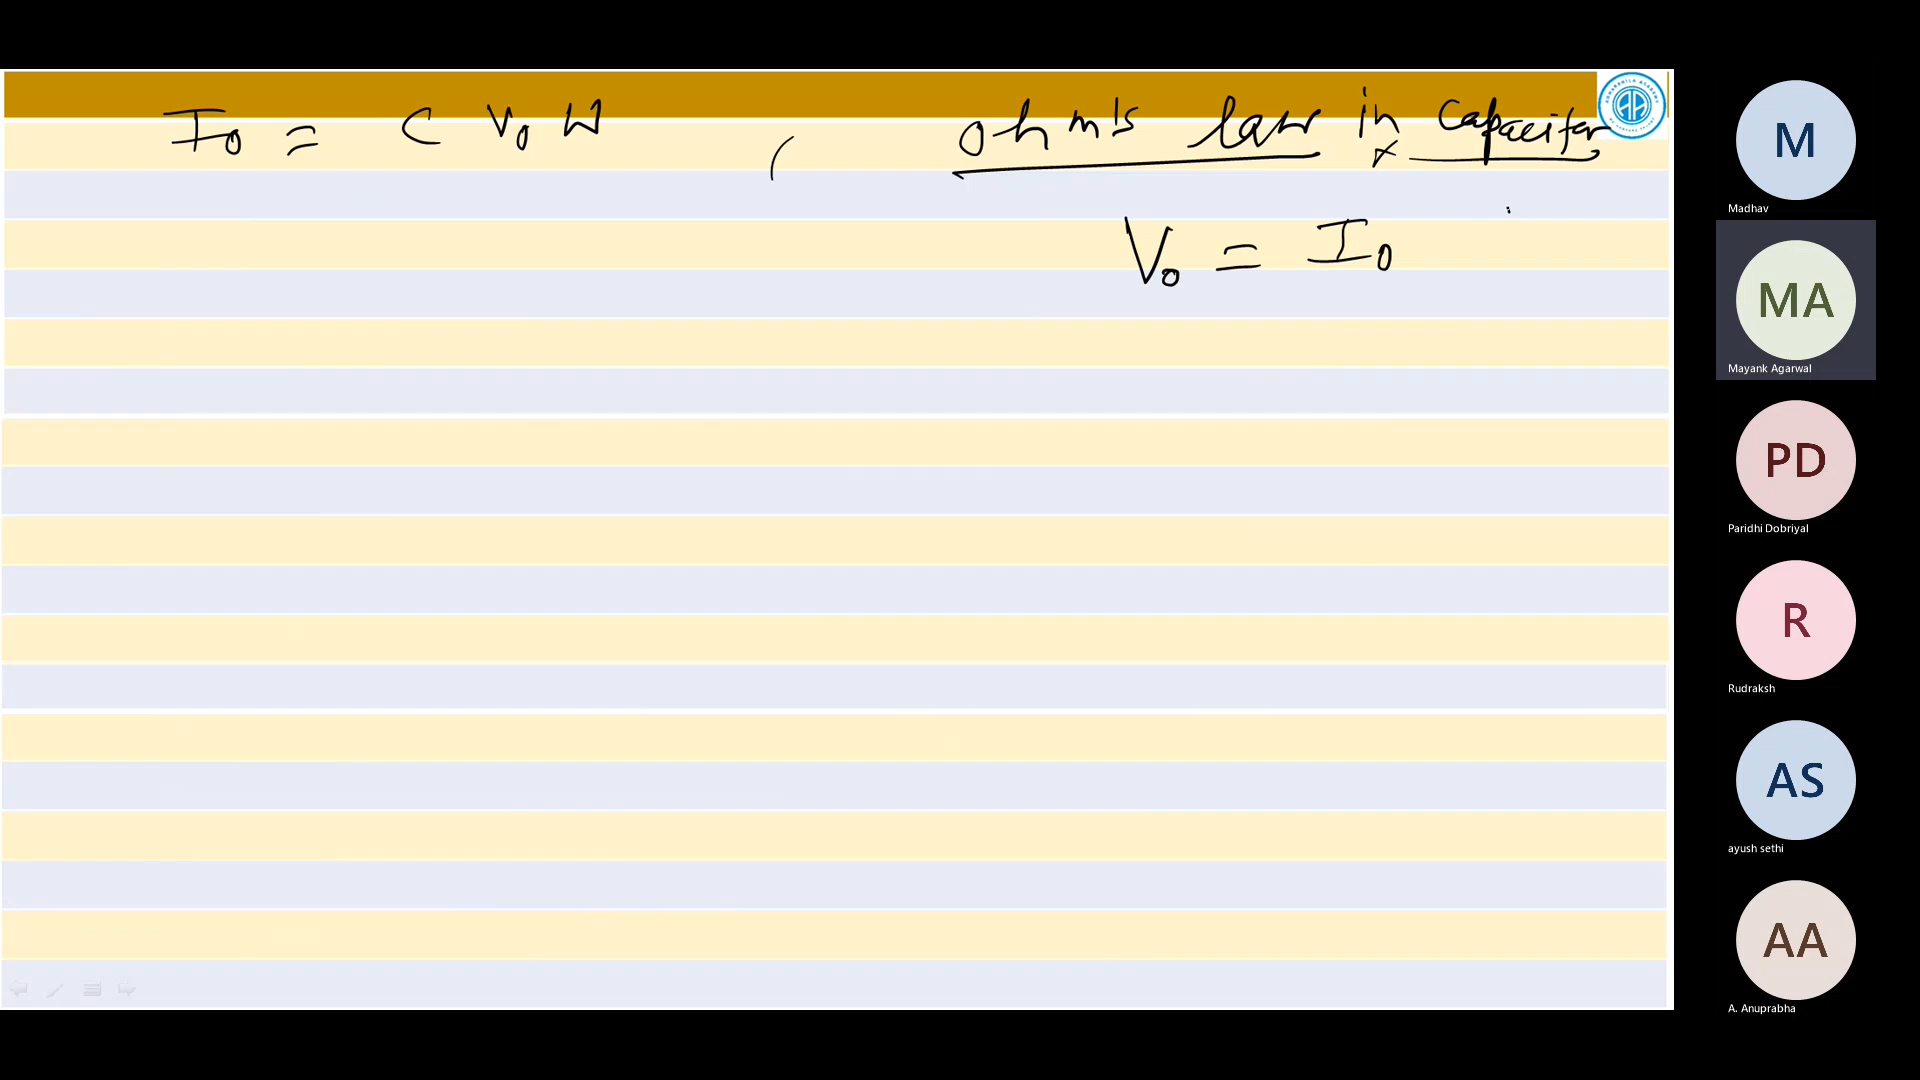 I₀ = C V₀ W ( ohm's law in capacitor
V₀ = I₀
M
Madhav
MA
Mayank Agarwal
PD
Paridhi Dobriyal
R
Rudraksh
AS
ayush sethi
AA
A. Anuprabha